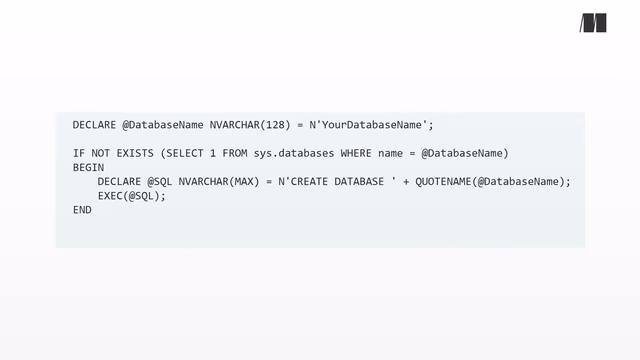 DECLARE @DatabaseName NVARCHAR(128) = N'YourDatabaseName';
IF NOT EXISTS (SELECT 1 FROM sys.databases WHERE name = @DatabaseName)
BEGIN
    DECLARE @SQL NVARCHAR(MAX) = N'CREATE DATABASE ' + QUOTENAME(@DatabaseName);
    EXEC(@SQL);
END